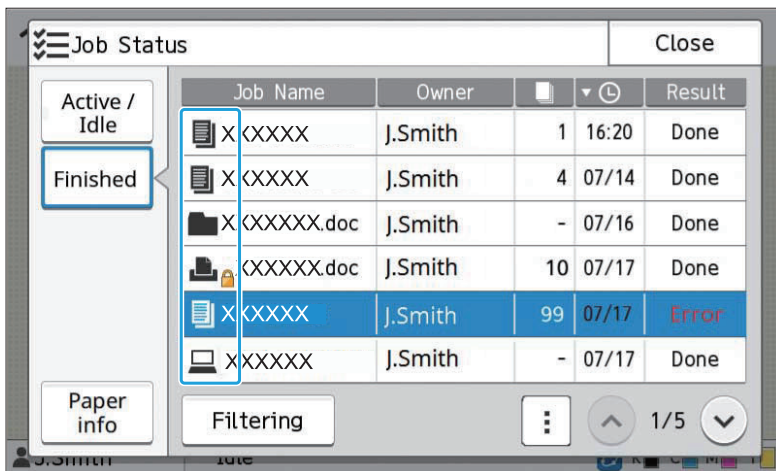 Job Status
Close
Active /
Idle
Finished
Paper
info
Job Name Owner Result
XXXXXX J.Smith 1 16:20 Done
XXXXXX J.Smith 4 07/14 Done
XXXXXXX.doc J.Smith - 07/16 Done
XXXXXX.doc J.Smith 10 07/17 Done
XXXXXX J.Smith 99 07/17 Error
XXXXXX J.Smith - 07/17 Done
Filtering
1/5
J.Smith Idle K C M Y